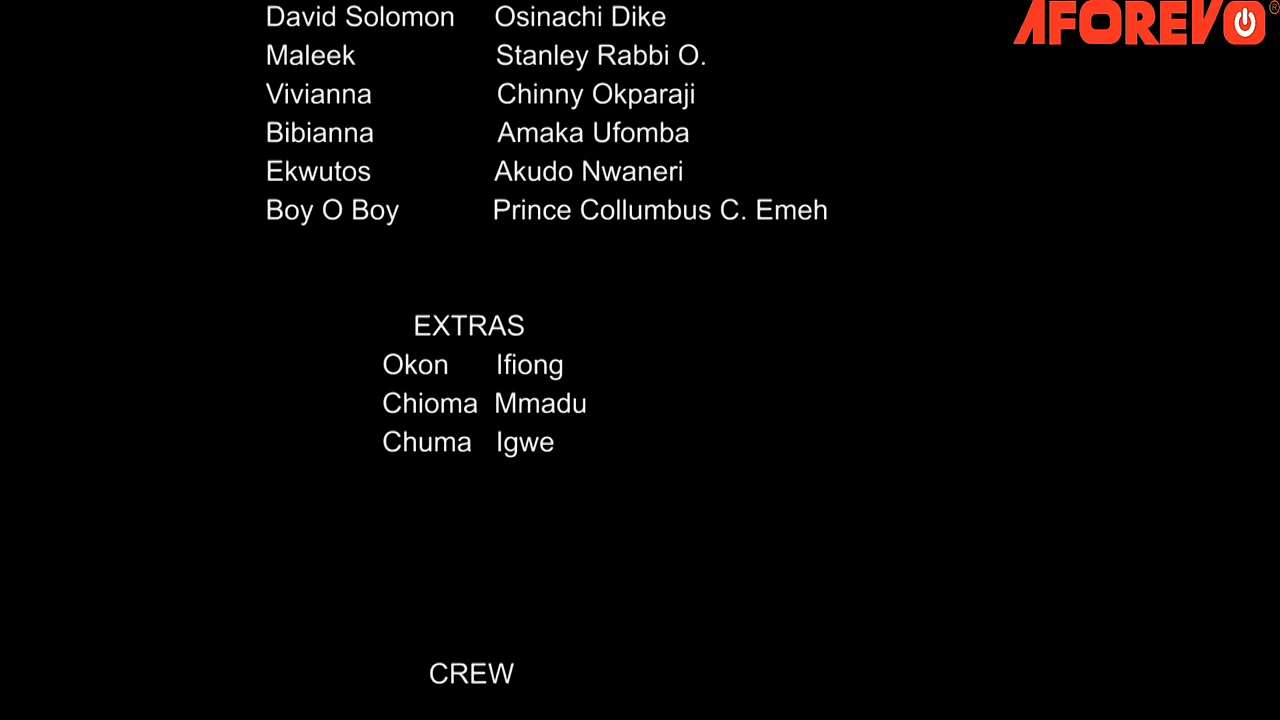 David Solomon Osinachi Dike
AFOREVO®
Maleek Stanley Rabbi O.
Vivianna Chinny Okparaji
Bibianna Amaka Ufomba
Ekwutos Akudo Nwaneri
Boy O Boy Prince Collumbus C. Emeh
EXTRAS
Okon Ifiong
Chioma Mmadu
Chuma Igwe
CREW